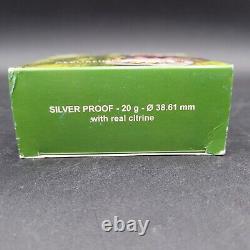 SILVER PROOF - 20 g - Ø 38.61 mm
with real citrine